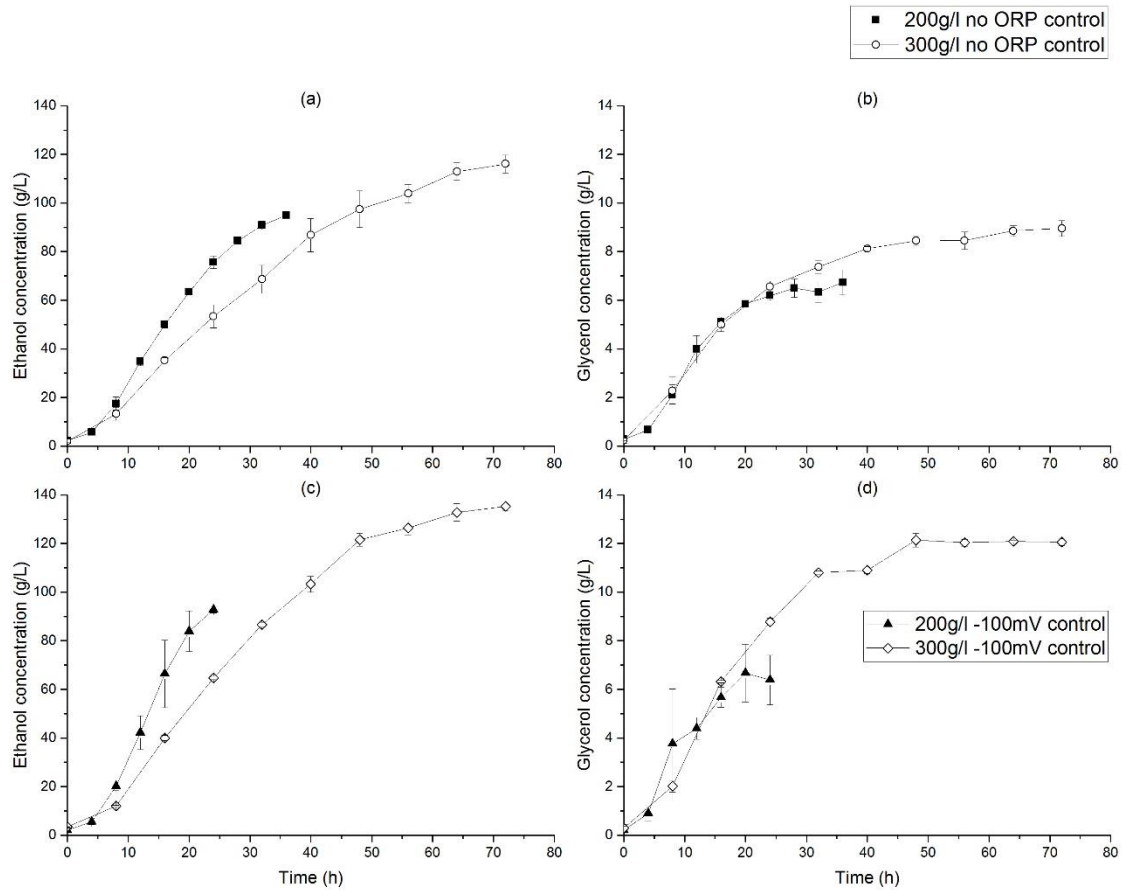 200g/l no ORP control
300g/l no ORP control
(a)
(b)
140
120
100
80
60
40
20
0
Ethanol concentration (g/L)
0 10 20 30 40 50 60 70 80
14
12
10
8
6
4
2
0
Glycerol concentration (g/L)
0 10 20 30 40 50 60 70 80
(c)
(d)
140
120
100
80
60
40
20
0
Ethanol concentration (g/L)
0 10 20 30 40 50 60 70 80
Time (h)
14
12
10
8
6
4
2
0
Glycerol concentration (g/L)
200g/l -100mV control
300g/l -100mV control
0 10 20 30 40 50 60 70 80
Time (h)